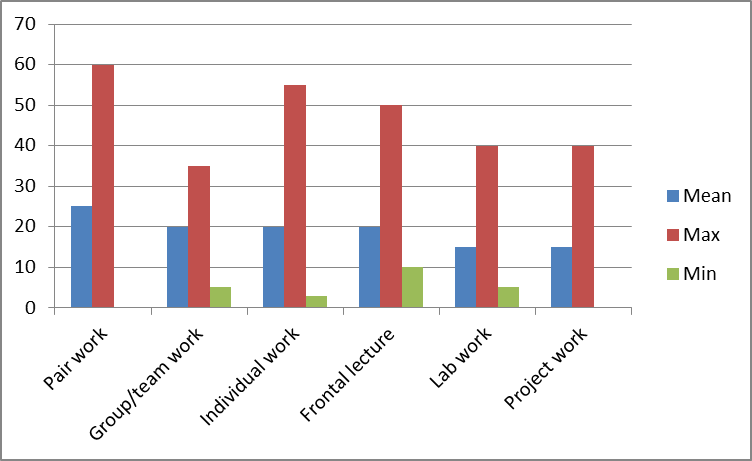 70
60
50
40
30
20
10
0
Pair work
Group/team work
Individual work
Frontal lecture
Lab work
Project work
Mean
Max
Min